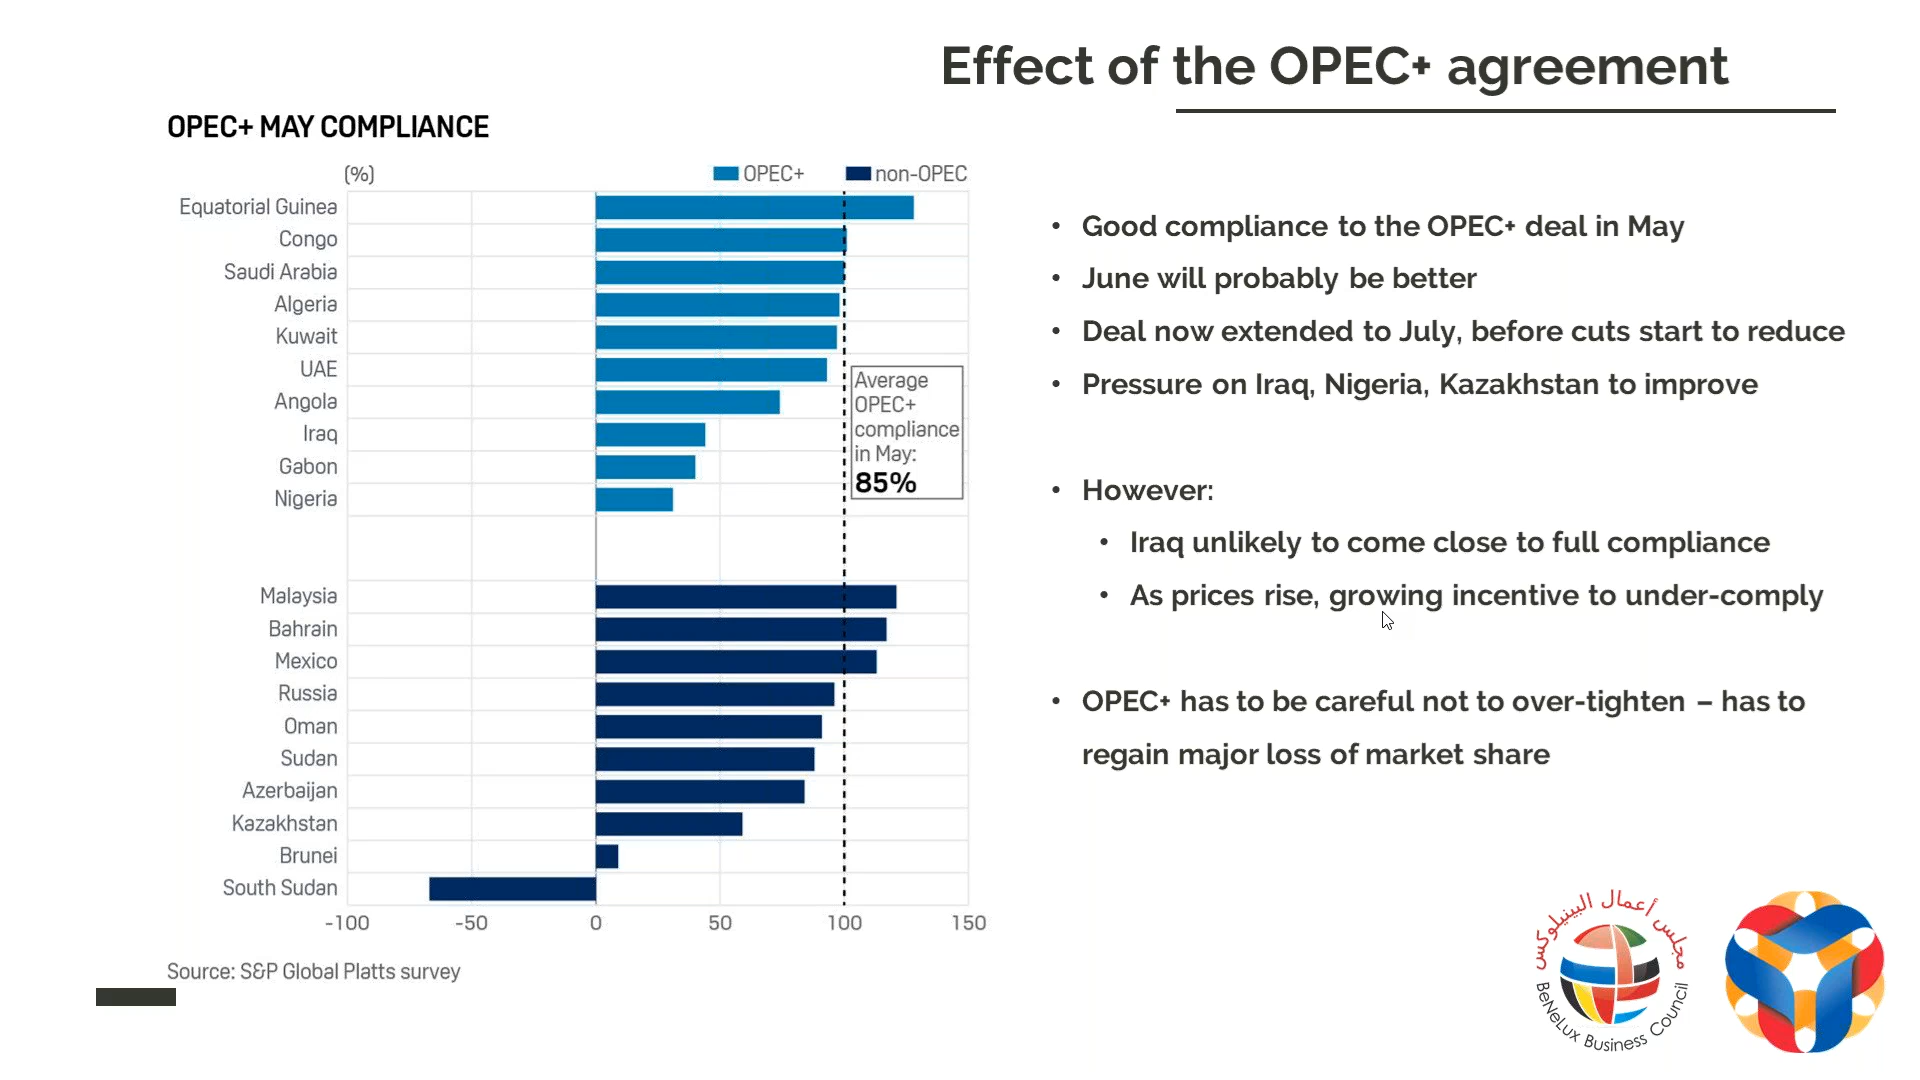 Effect of the OPEC+ agreement
OPEC+ MAY COMPLIANCE
(%)
OPEC+
non-OPEC
Equatorial Guinea
Congo
Saudi Arabia
Algeria
Kuwait
UAE
Angola
Iraq
Gabon
Nigeria
Average
OPEC+
compliance
in May:
85%
Malaysia
Bahrain
Mexico
Russia
Oman
Sudan
Azerbaijan
Kazakhstan
Brunei
South Sudan
-100 -50 0 50 100 150
Source: S&P Global Platts survey
• Good compliance to the OPEC+ deal in May
• June will probably be better
• Deal now extended to July, before cuts start to reduce
• Pressure on Iraq, Nigeria, Kazakhstan to improve
• However:
• Iraq unlikely to come close to full compliance
• As prices rise, growing incentive to under-comply
• OPEC+ has to be careful not to over-tighten – has to
regain major loss of market share
مجلس أعمال البينيلوكس
BeNeLux Business Council